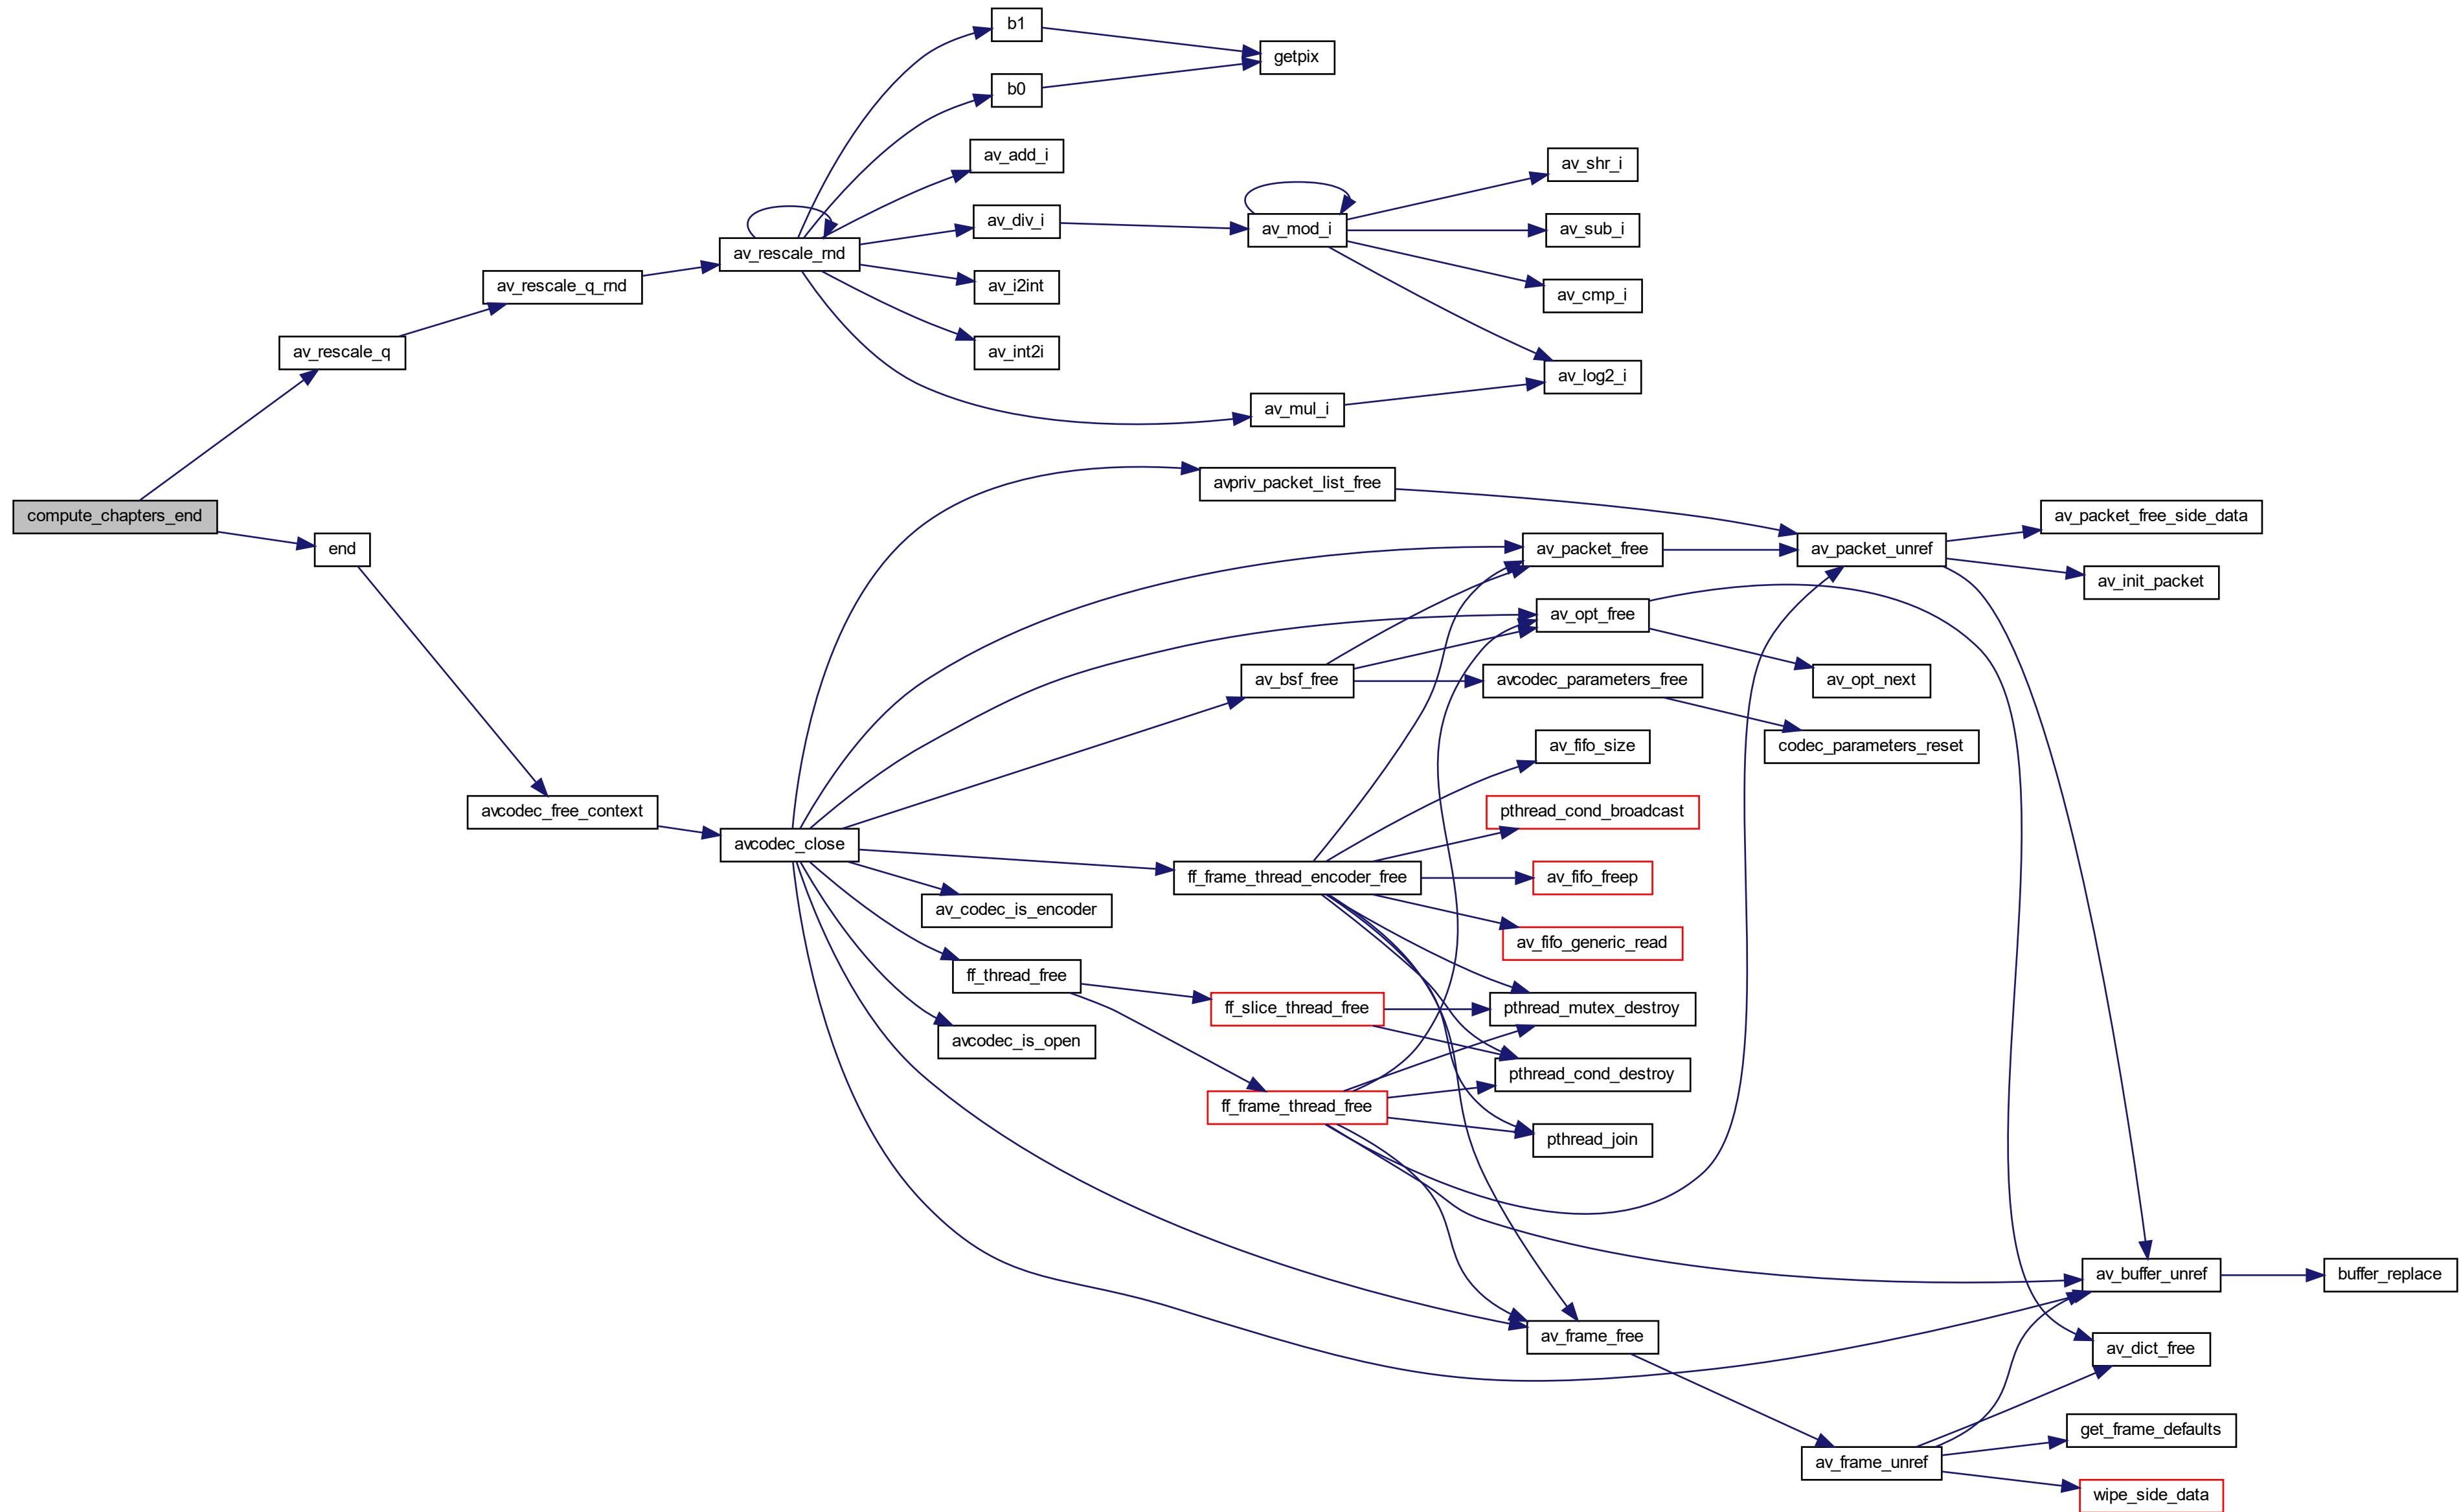 b1
getpix
b0
av_add_i
av_shr_i
av_div_i
av_mod_i
av_sub_i
av_rescale_rnd
av_rescale_q_rnd
av_i2int
av_cmp_i
av_rescale_q
av_int2i
av_log2_i
av_mul_i
avpriv_packet_list_free
compute_chapters_end
av_packet_free_side_data
end
av_packet_free
av_packet_unref
av_init_packet
av_opt_free
av_bsf_free
avcodec_parameters_free
av_opt_next
av_fifo_size
codec_parameters_reset
avcodec_free_context
pthread_cond_broadcast
avcodec_close
ff_frame_thread_encoder_free
av_fifo_freep
av_codec_is_encoder
av_fifo_generic_read
ff_thread_free
ff_slice_thread_free
pthread_mutex_destroy
avcodec_is_open
pthread_cond_destroy
ff_frame_thread_free
pthread_join
av_buffer_unref
buffer_replace
av_frame_free
av_dict_free
get_frame_defaults
av_frame_unref
wipe_side_data